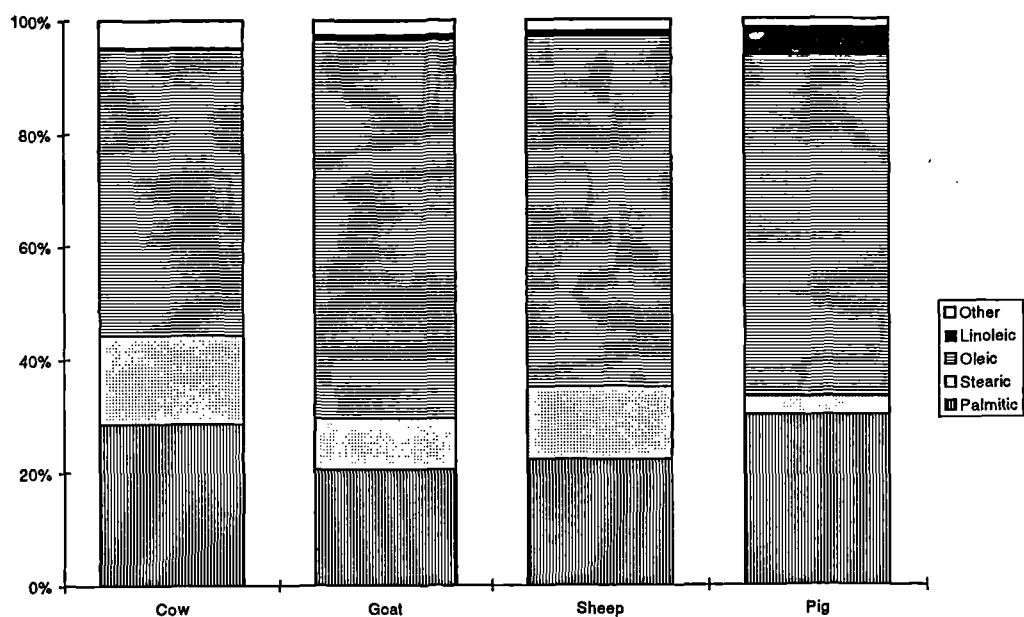 100%
80%
60%
40%
20%
0%
Cow Goat Sheep Pig
Other
Linoleic
Oleic
Stearic
Palmitic